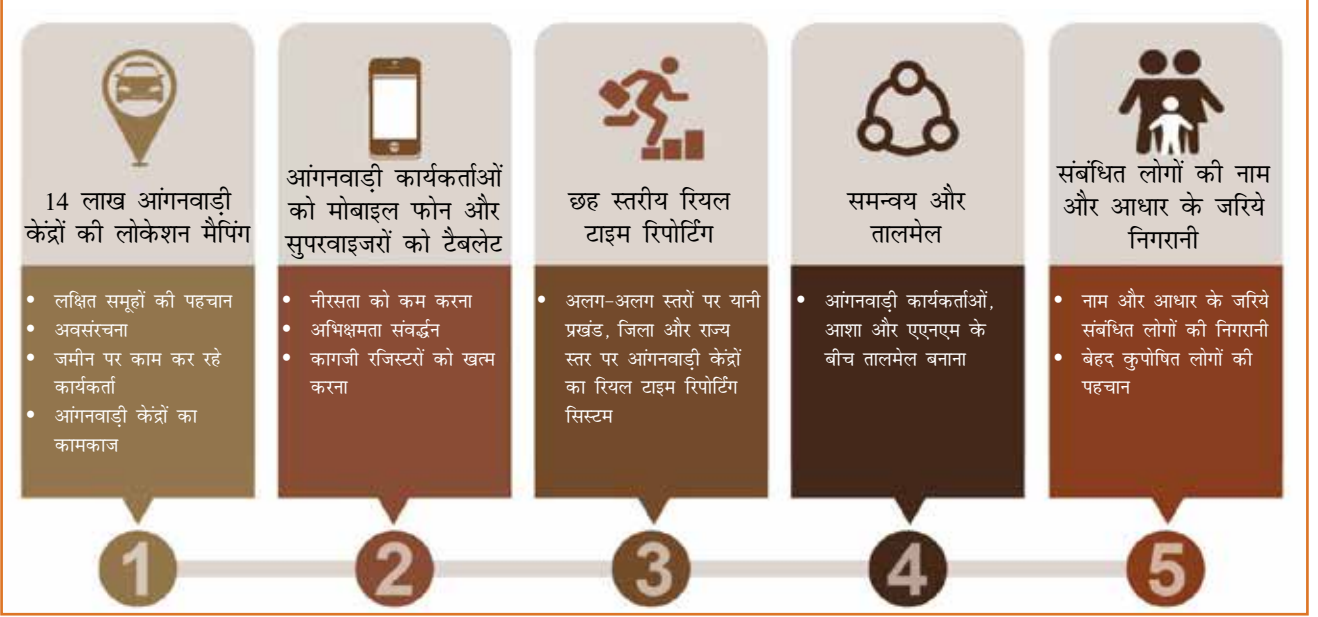 14 लाख आंगनवाड़ी
केंद्रों की लोकेशन मैपिंग
• लक्षित समूहों की पहचान
• अवसंरचना
• जमीन पर काम कर रहे
कार्यकर्ता
• आंगनवाड़ी केंद्रों का
कामकाज
1
आंगनवाड़ी कार्यकर्ताओं
को मोबाइल फोन और
सुपरवाइजरों को टैबलेट
• नीरसता को कम करना
• अभिक्षमता संवर्द्धन
• कागजी रजिस्टरों को खत्म
करना
2
छह स्तरीय रियल
टाइम रिपोर्टिंग
• अलग-अलग स्तरों पर यानी
प्रखंड, जिला और राज्य
स्तर पर आंगनवाड़ी केंद्रों
का रियल टाइम रिपोर्टिंग
सिस्टम
3
समन्वय और
तालमेल
• आंगनवाड़ी कार्यकर्ताओं,
आशा और एएनएम के
बीच तालमेल बनाना
4
संबंधित लोगों की नाम
और आधार के जरिये
निगरानी
• नाम और आधार के जरिये
संबंधित लोगों की निगरानी
• बेहद कुपोषित लोगों की
पहचान
5